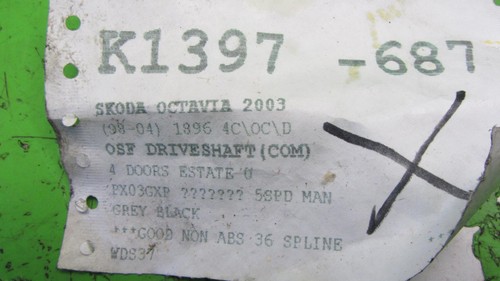 K1397 -687
SKODA OCTAVIA 2003
(98-04) 1896 4C\OC\D
OSF DRIVESHAFT(COM)
4 DOORS ESTATE U
PX03GXP ??????? 5SPD MAN
GREY BLACK
***GOOD NON ABS 36 SPLINE
WDS37